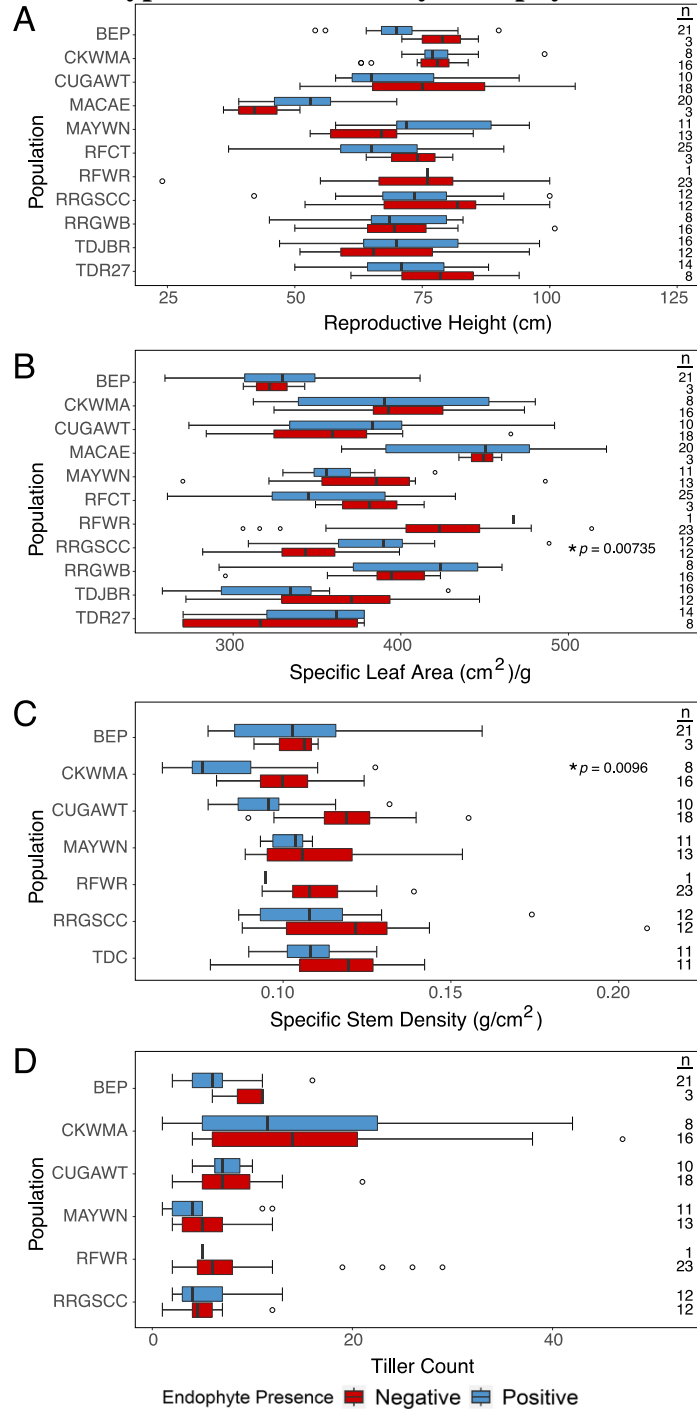 A
n
BEP 21
3
CKWMA 8
16
CUGAWT 10
18
MACAE 20
3
MAYWN 11
13
RFCT 25
3
RFWR 1
23
RRGSCC 12
12
RRGWB 8
16
TDJBR 16
12
TDR27 14
8
Population
25 50 75 100 125
Reproductive Height (cm)
B
n
BEP 21
3
CKWMA 8
16
CUGAWT 10
18
MACAE 20
3
MAYWN 11
13
RFCT 25
3
RFWR 1
23
RRGSCC * p = 0.00735 12
12
RRGWB 8
16
TDJBR 16
12
TDR27 14
8
Population
300 400 500
Specific Leaf Area (cm²)/g
C
n
BEP 21
3
CKWMA * p = 0.0096 8
16
CUGAWT 10
18
MAYWN 11
13
RFWR 1
23
RRGSCC 12
12
TDC 11
11
Population
0.10 0.15 0.20
Specific Stem Density (g/cm²)
D
n
BEP 21
3
CKWMA 8
16
CUGAWT 10
18
MAYWN 11
13
RFWR 1
23
RRGSCC 12
12
Population
0 20 40
Tiller Count
Endophyte Presence Negative Positive